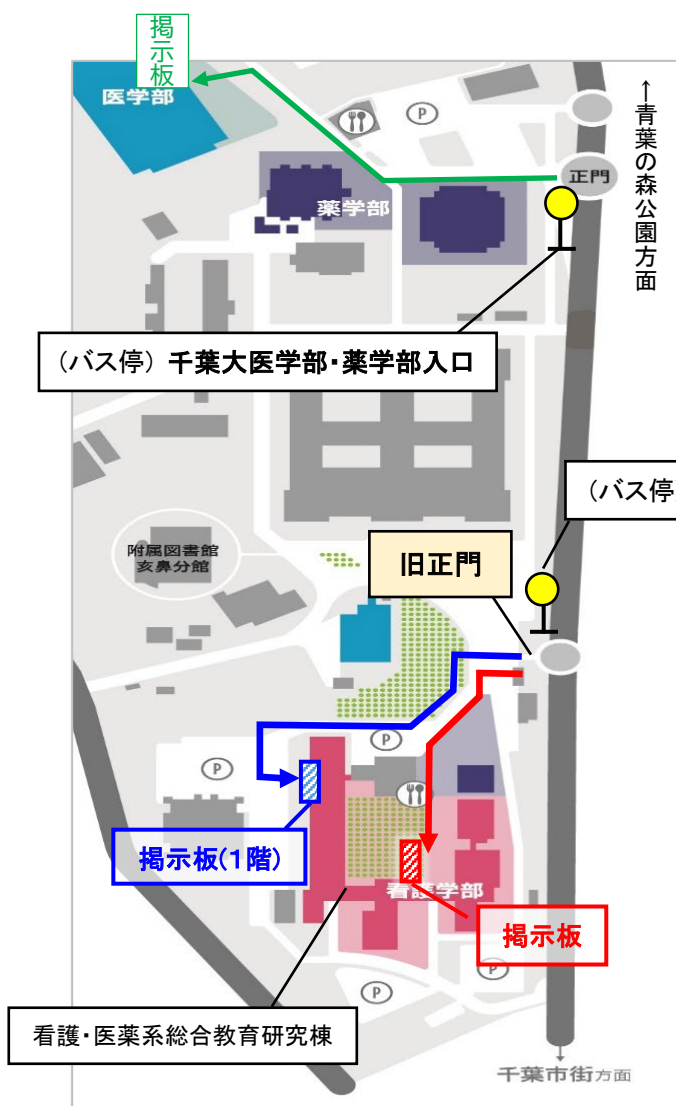 掲示板
医学部
P
正門
↑青葉の森公園方面
薬学部
（バス停）千葉大医学部・薬学部入口
（バス停
附属図書館
亥鼻分館
旧正門
P
P
掲示板(1階)
看護学部
掲示板
P
P
看護・医薬系総合教育研究棟
千葉市街方面